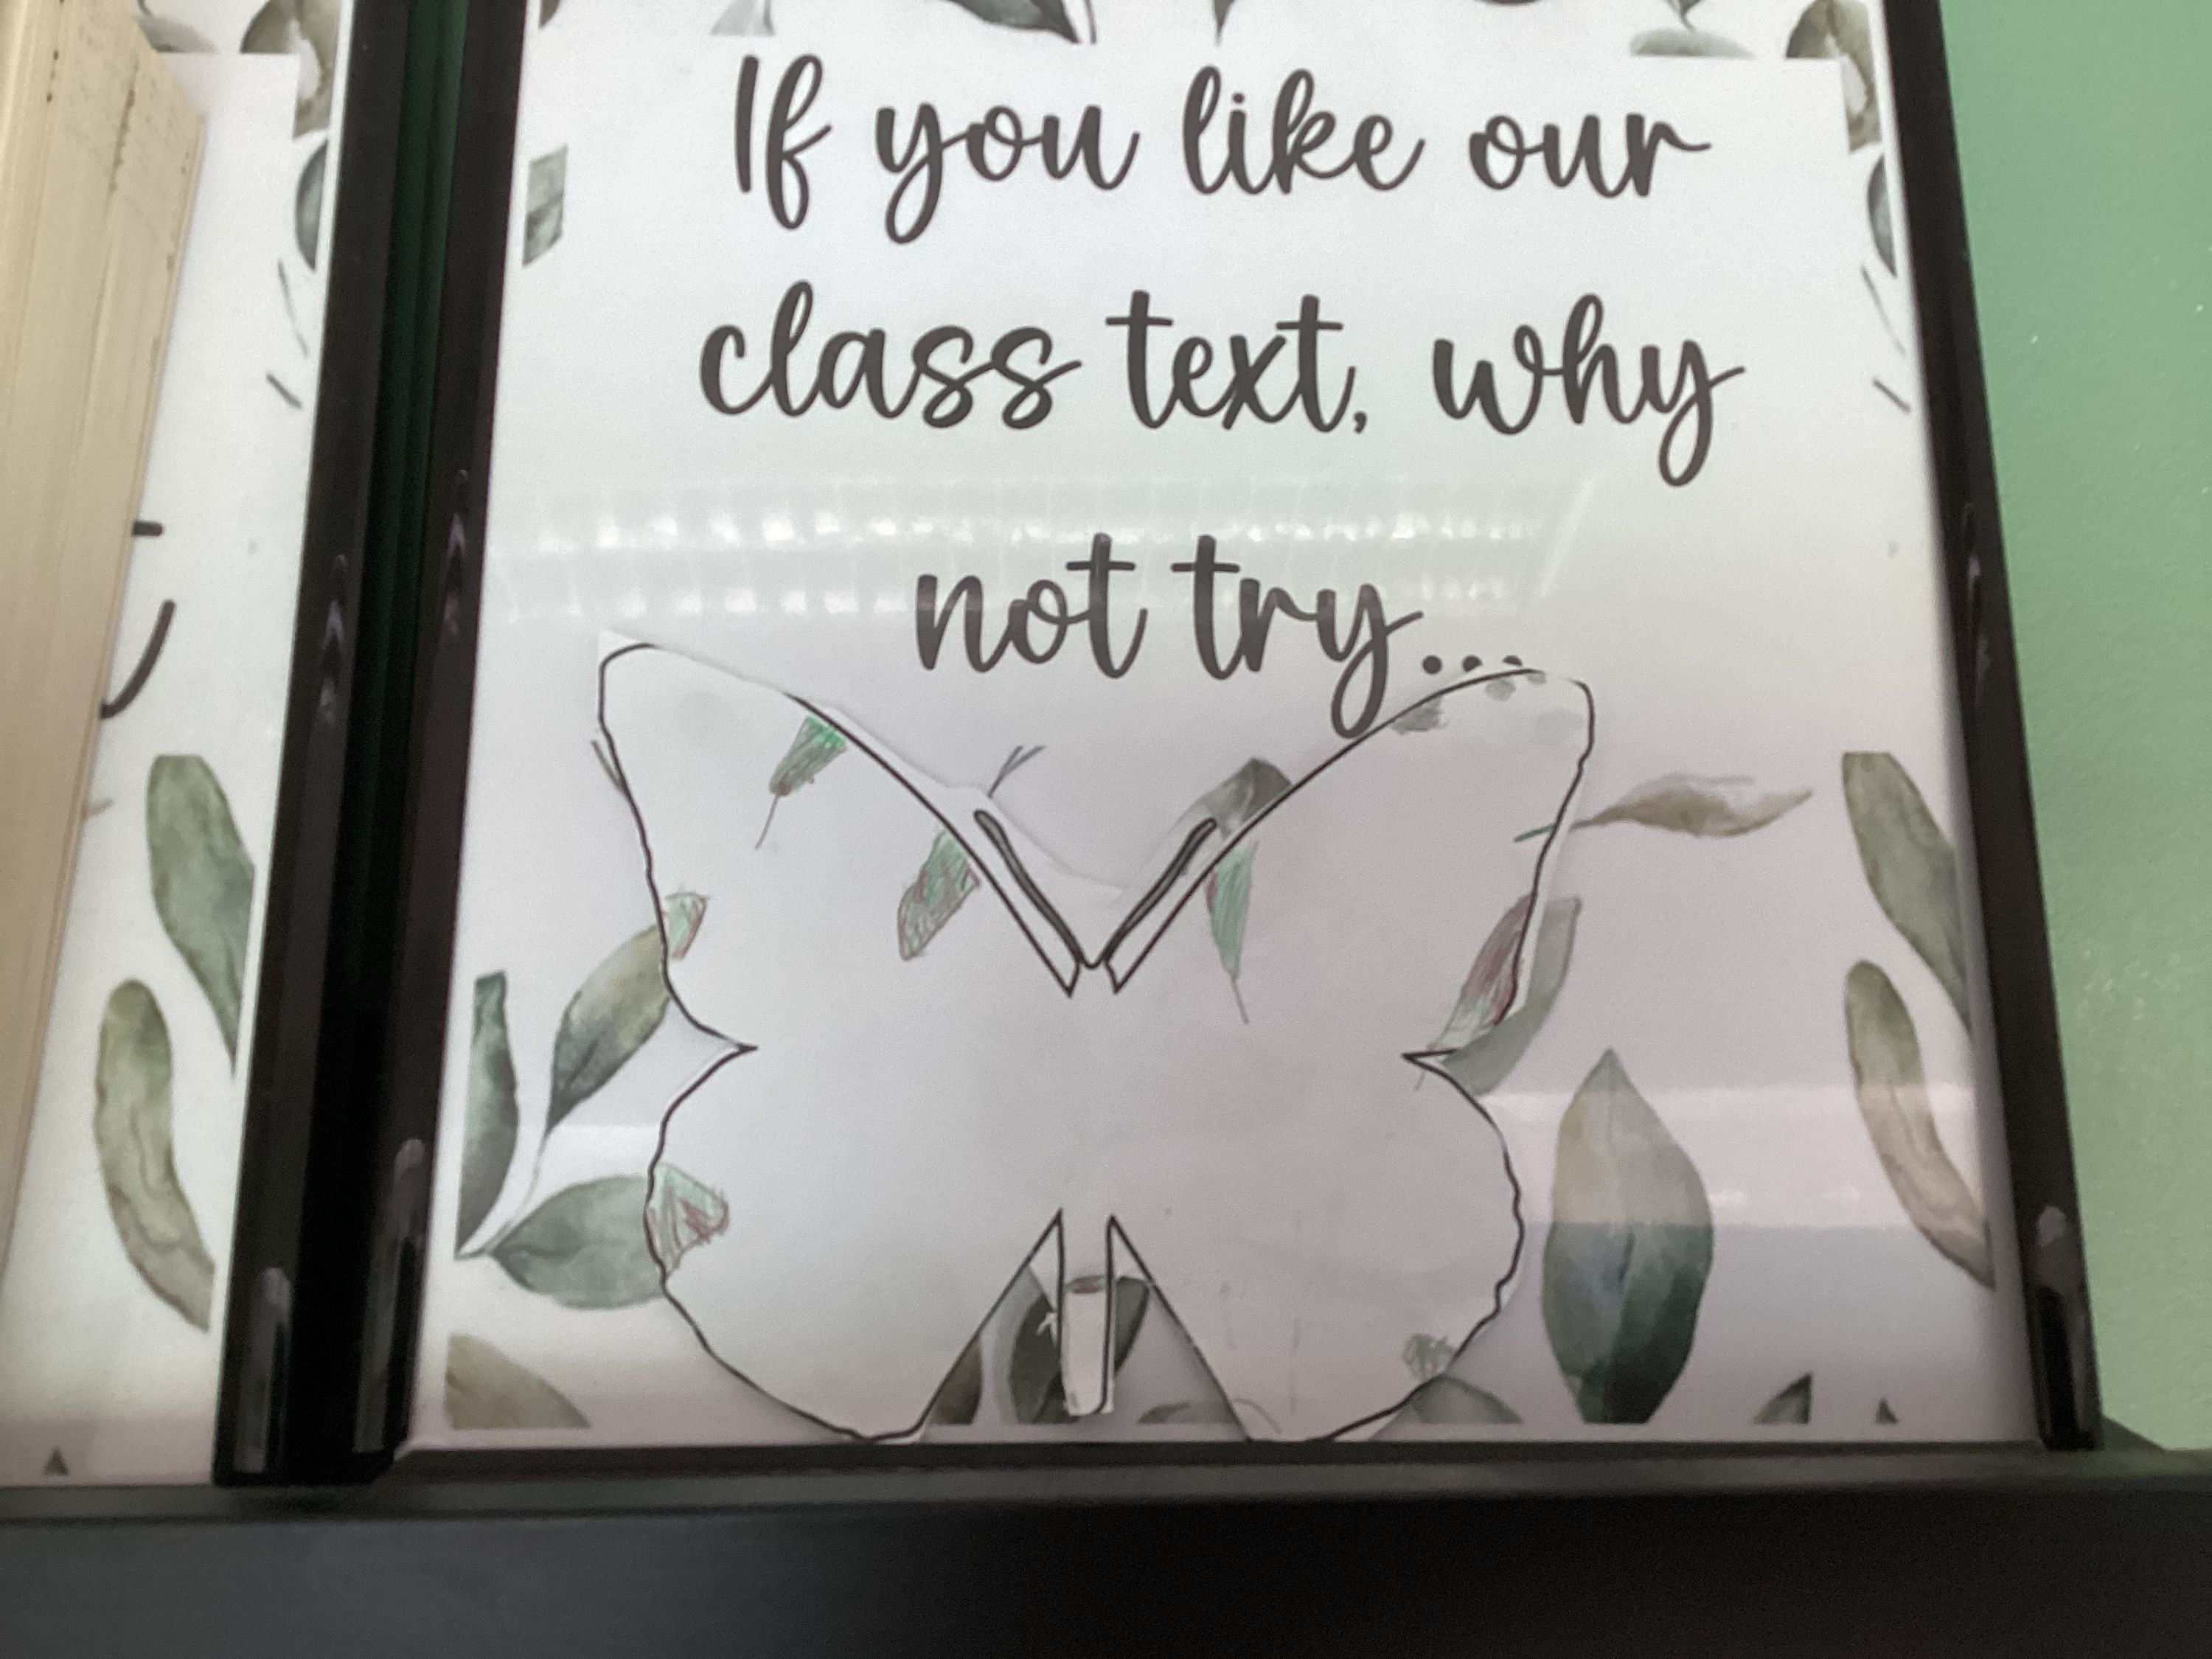 If you like our
class text, why
not try...